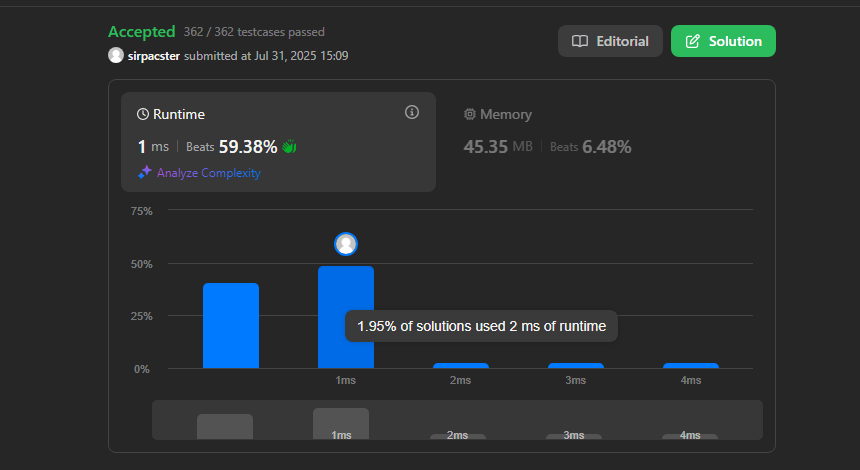 Accepted 362 / 362 testcases passed
sirpacster submitted at Jul 31, 2025 15:09
Editorial
Solution
Runtime
1 ms | Beats 59.38%
Analyze Complexity
Memory
45.35 MB | Beats 6.48%
75%
50%
25%
0%
1.95% of solutions used 2 ms of runtime
1ms 2ms 3ms 4ms
1ms 2ms 3ms 4ms